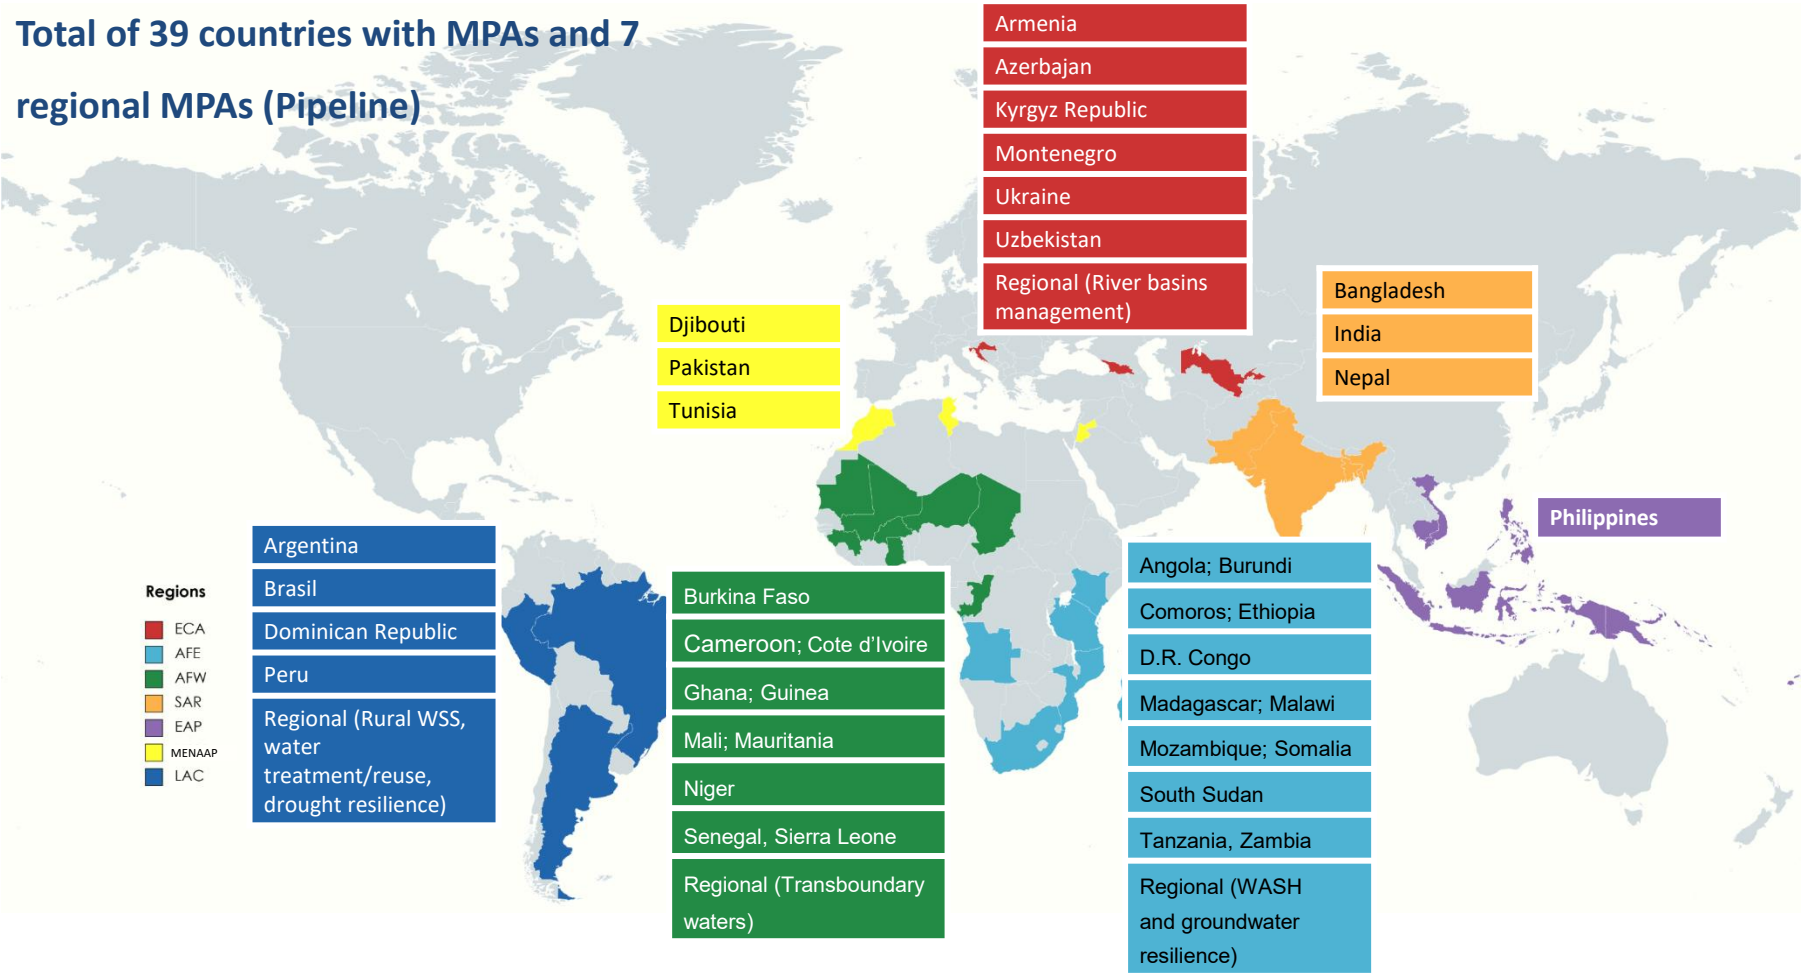 Total of 39 countries with MPAs and 7
regional MPAs (Pipeline)
Armenia
Azerbajan
Kyrgyz Republic
Montenegro
Ukraine
Uzbekistan
Regional (River basins
management)
Bangladesh
India
Nepal
Djibouti
Pakistan
Tunisia
Philippines
Regions
ECA
AFE
AFW
SAR
EAP
MENAAP
LAC
Argentina
Brasil
Dominican Republic
Peru
Regional (Rural WSS,
water
treatment/reuse,
drought resilience)
Burkina Faso
Cameroon; Cote d’Ivoire
Ghana; Guinea
Mali; Mauritania
Niger
Senegal, Sierra Leone
Regional (Transboundary
waters)
Angola; Burundi
Comoros; Ethiopia
D.R. Congo
Madagascar; Malawi
Mozambique; Somalia
South Sudan
Tanzania, Zambia
Regional (WASH
and groundwater
resilience)